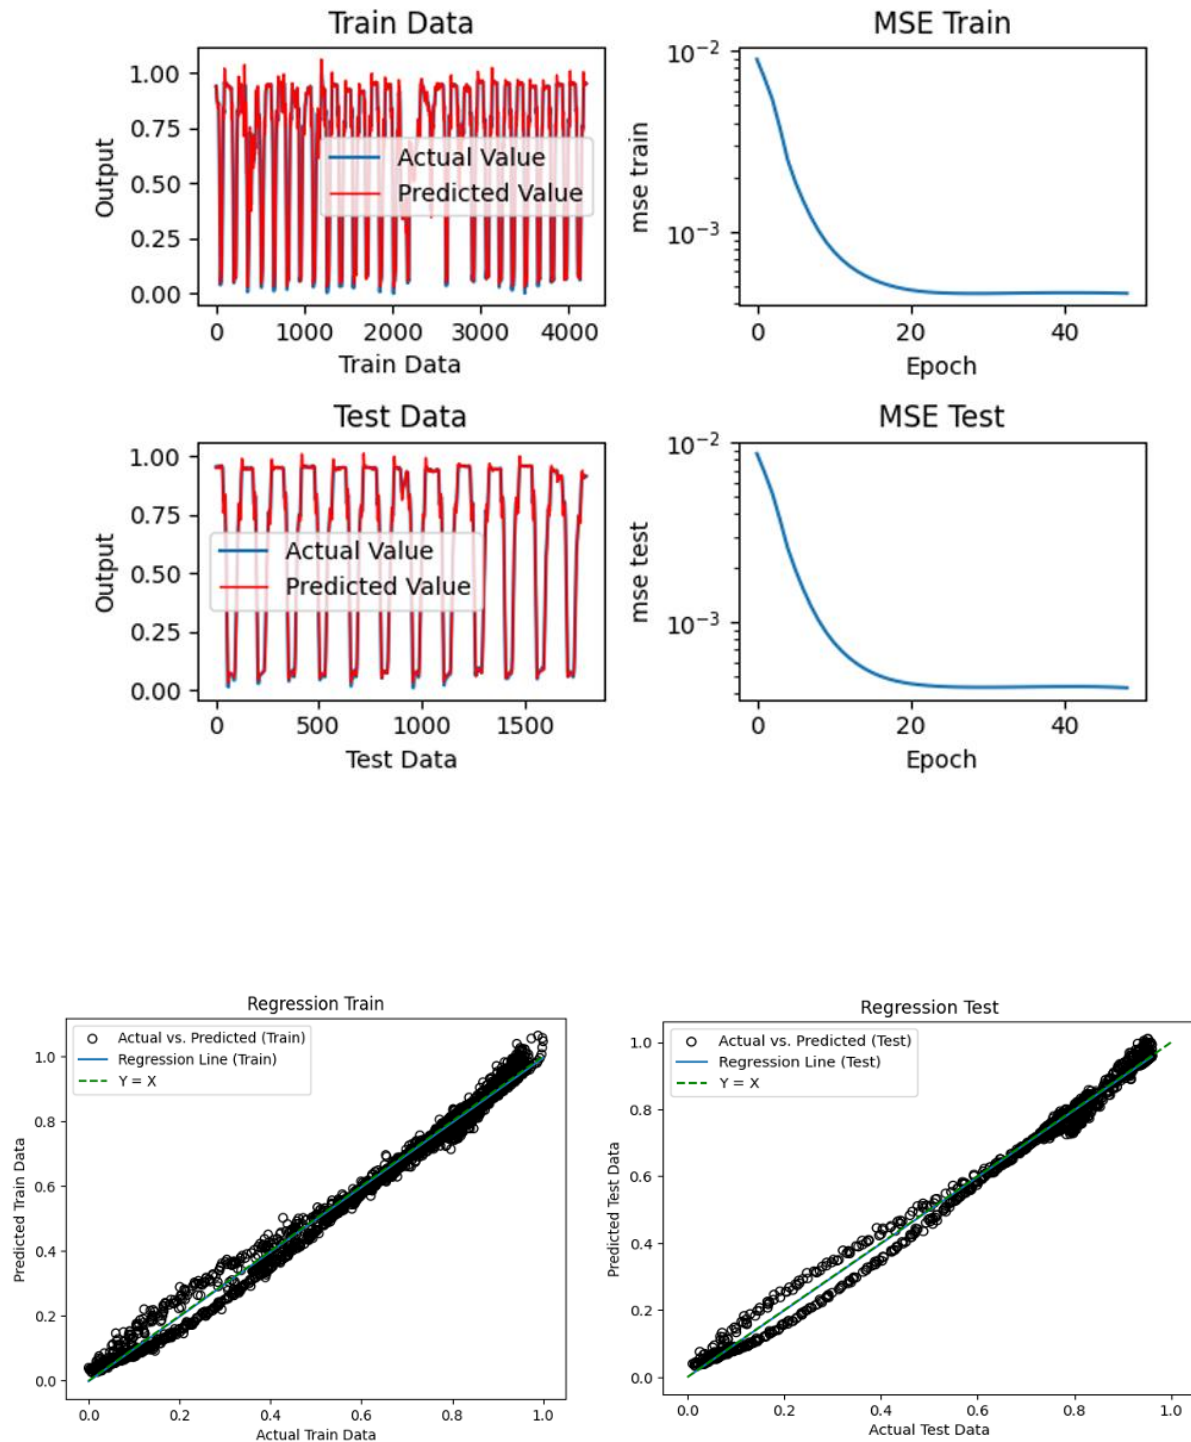 Train Data
1.00
0.75
0.50
0.25
0.00
Output
Actual Value
Predicted Value
0 1000 2000 3000 4000
Train Data
MSE Train
10−2
10−3
mse train
0 20 40
Epoch
Test Data
1.00
0.75
0.50
0.25
0.00
Output
Actual Value
Predicted Value
0 500 1000 1500
Test Data
MSE Test
10−2
10−3
mse test
0 20 40
Epoch
Regression Train
Actual vs. Predicted (Train)
Regression Line (Train)
Y = X
1.0
0.8
0.6
0.4
0.2
0.0
Predicted Train Data
0.0 0.2 0.4 0.6 0.8 1.0
Actual Train Data
Regression Test
Actual vs. Predicted (Test)
Regression Line (Test)
Y = X
1.0
0.8
0.6
0.4
0.2
0.0
Predicted Test Data
0.0 0.2 0.4 0.6 0.8 1.0
Actual Test Data